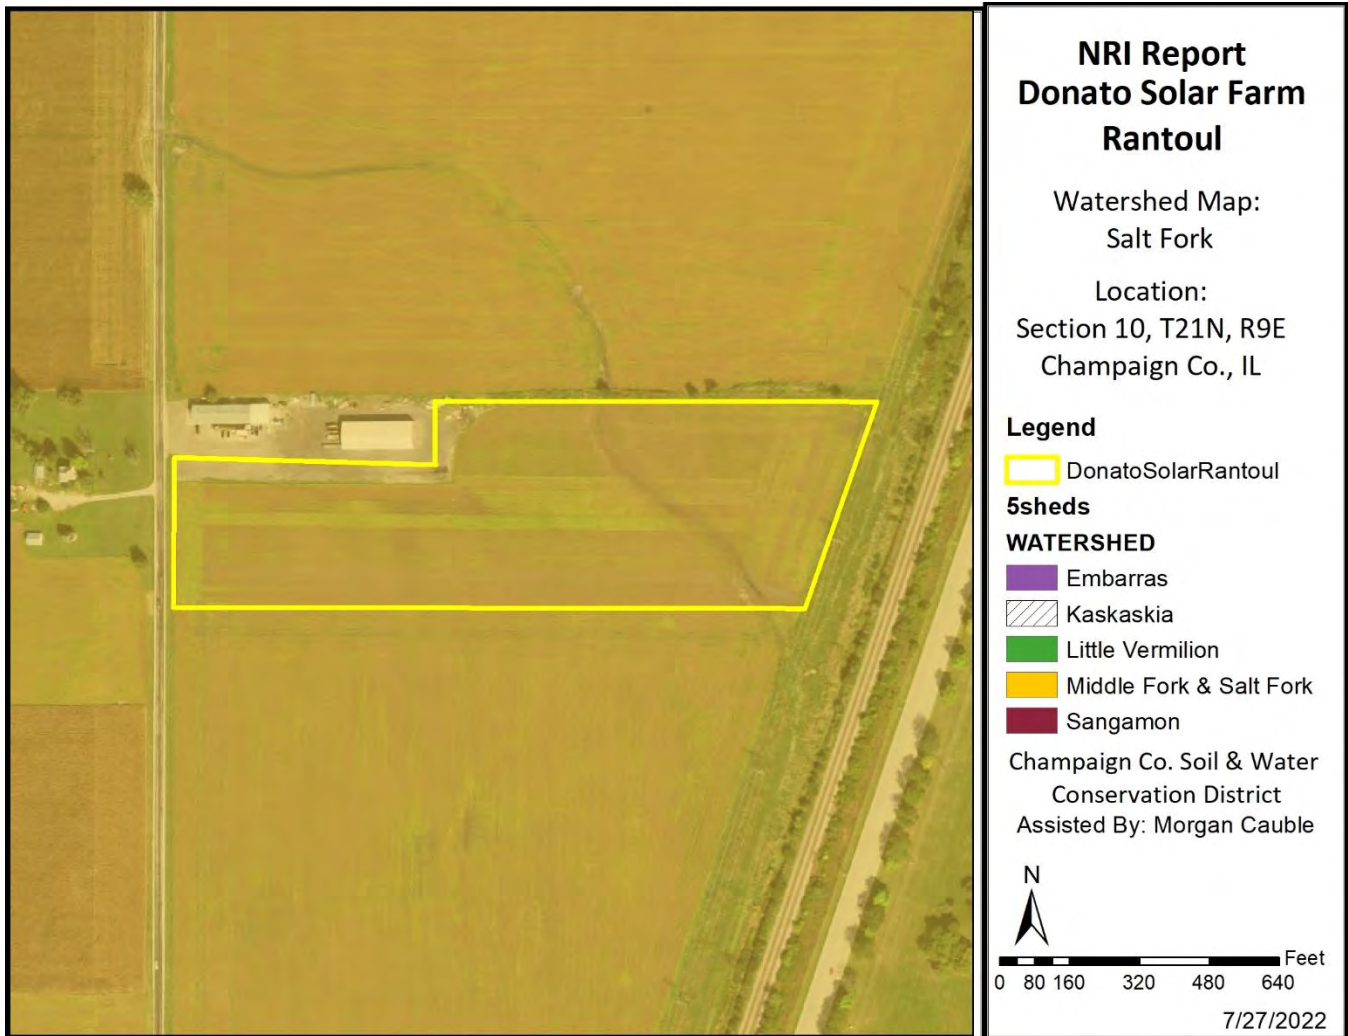 NRI Report
Donato Solar Farm
Rantoul
Watershed Map:
Salt Fork
Location:
Section 10, T21N, R9E
Champaign Co., IL
Legend
DonatoSolarRantoul
5sheds
WATERSHED
Embarras
Kaskaskia
Little Vermilion
Middle Fork & Salt Fork
Sangamon
Champaign Co. Soil & Water
Conservation District
Assisted By: Morgan Cauble
N
Feet
0 80 160 320 480 640
7/27/2022